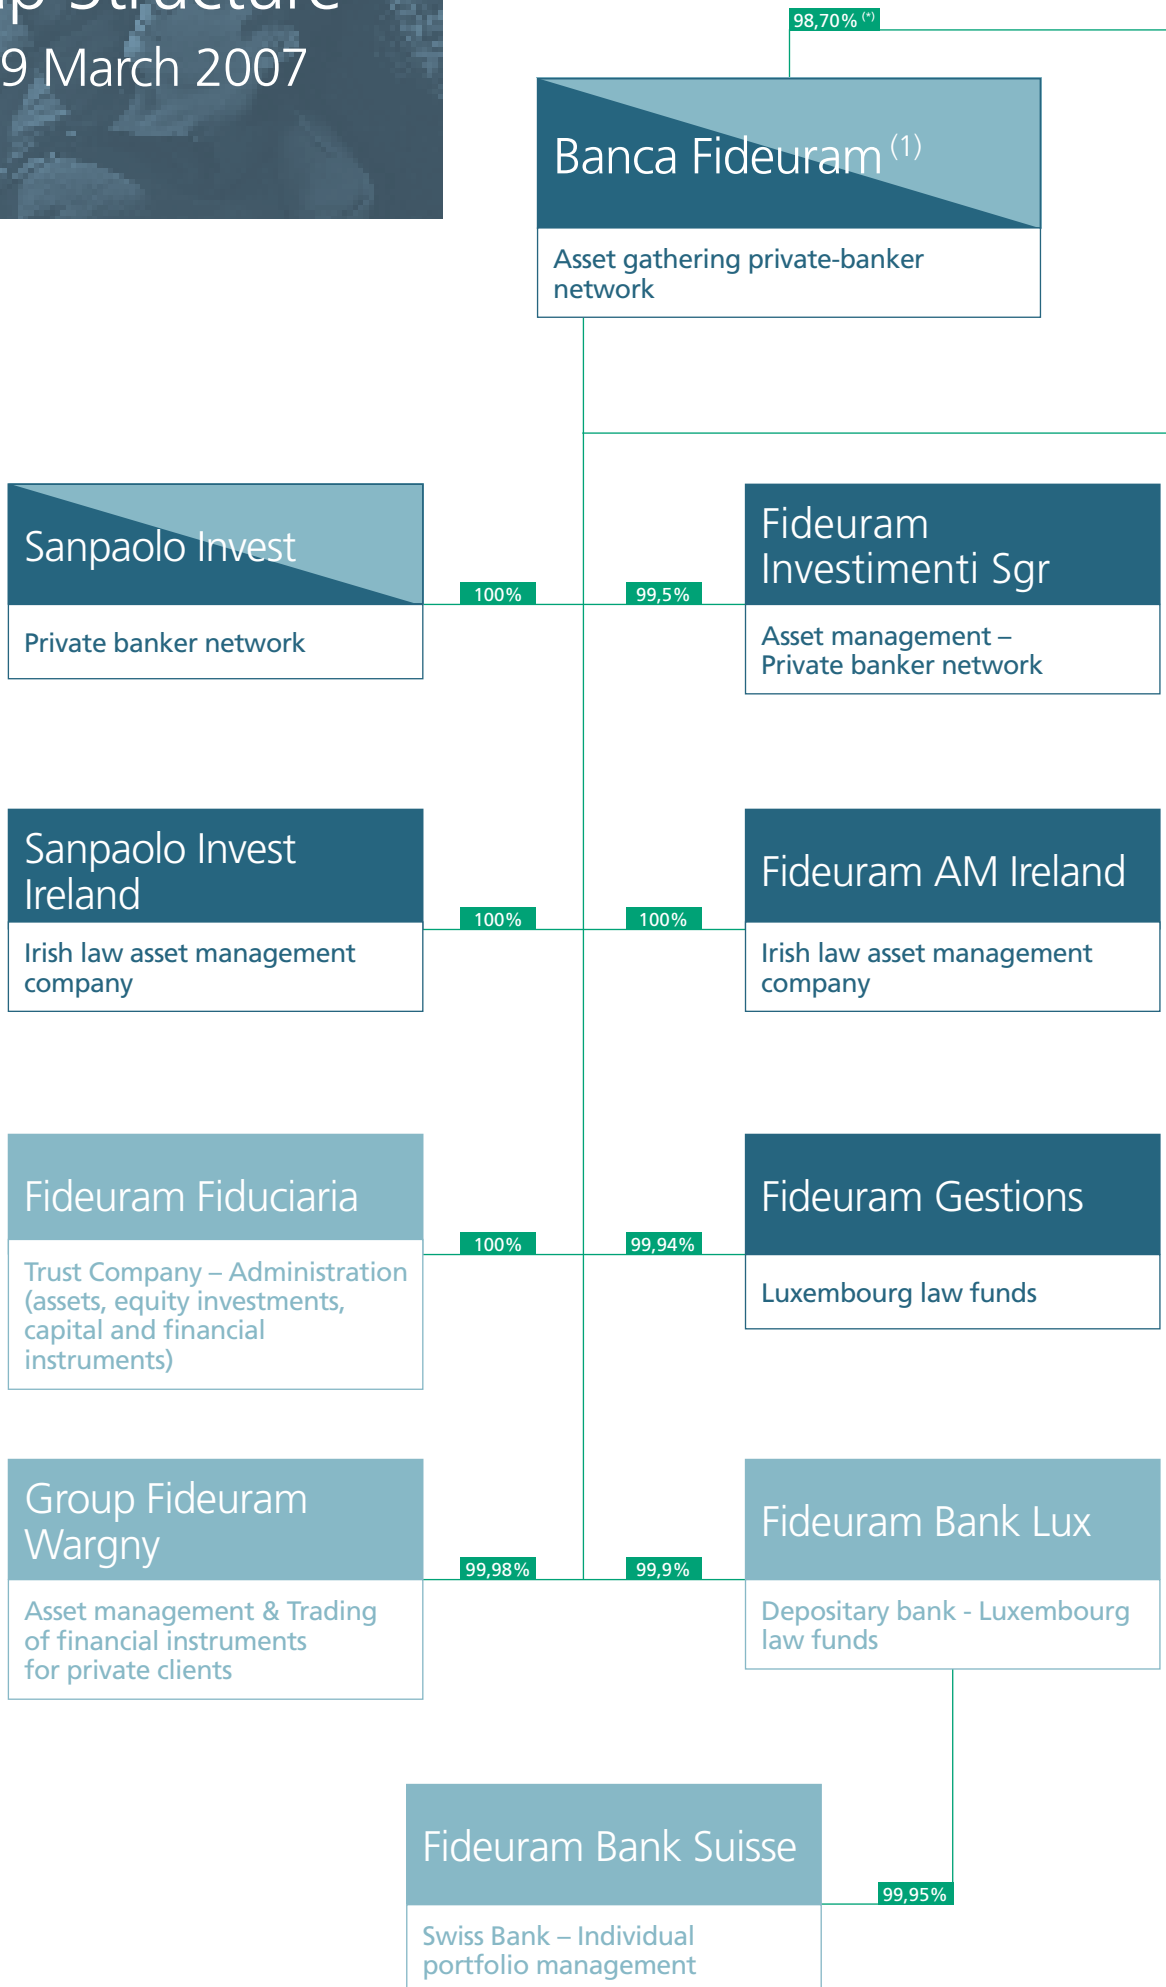 9 March 2007
98,70% (*)
Banca Fideuram (1)
Asset gathering private-banker
network
Sanpaolo Invest
Private banker network
100%
99,5%
Fideuram
Investimenti Sgr
Asset management –
Private banker network
Sanpaolo Invest
Ireland
Irish law asset management
company
100%
100%
Fideuram AM Ireland
Irish law asset management
company
Fideuram Fiduciaria
Trust Company – Administration
(assets, equity investments,
capital and financial
instruments)
100%
99,94%
Fideuram Gestions
Luxembourg law funds
Group Fideuram
Wargny
Asset management & Trading
of financial instruments
for private clients
99,98%
99,9%
Fideuram Bank Lux
Depositary bank - Luxembourg
law funds
Fideuram Bank Suisse
Swiss Bank – Individual
portfolio management
99,95%